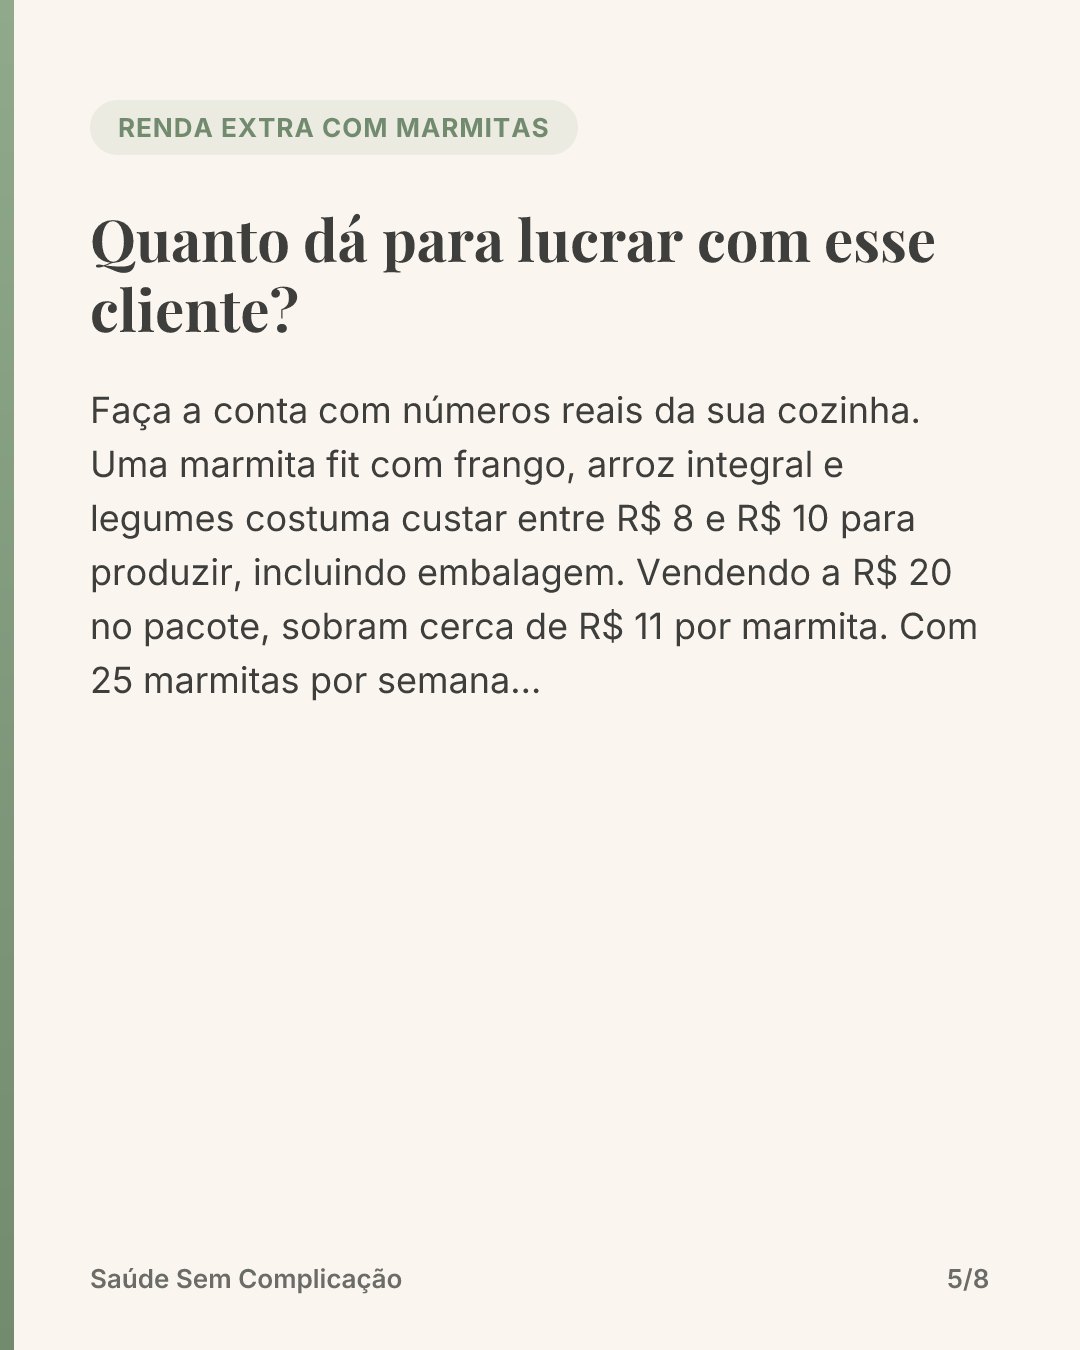 RENDA EXTRA COM MARMITAS
Quanto dá para lucrar com esse
cliente?
Faça a conta com números reais da sua cozinha.
Uma marmita fit com frango, arroz integral e
legumes costuma custar entre R$ 8 e R$ 10 para
produzir, incluindo embalagem. Vendendo a R$ 20
no pacote, sobram cerca de R$ 11 por marmita. Com
25 marmitas por semana...
Saúde Sem Complicação
5/8